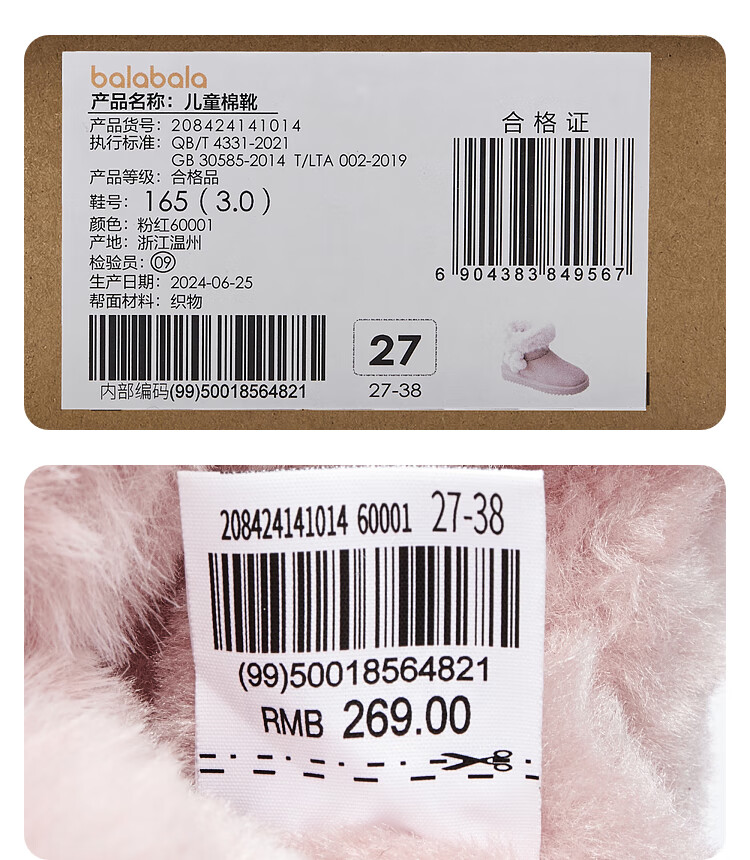 balabala
产品名称：儿童棉靴
产品货号：208424141014
执行标准：QB/T 4331-2021
GB 30585-2014 T/LTA 002-2019
产品等级：合格品
鞋号：165（3.0）
颜色：粉红60001
产地：浙江温州
检验员：09
生产日期：2024-06-25
帮面材料：织物
内部编码(99)50018564821
27
27-38
合格证
6 904383 849567
208424141014 60001 27-38
(99)50018564821
RMB 269.00